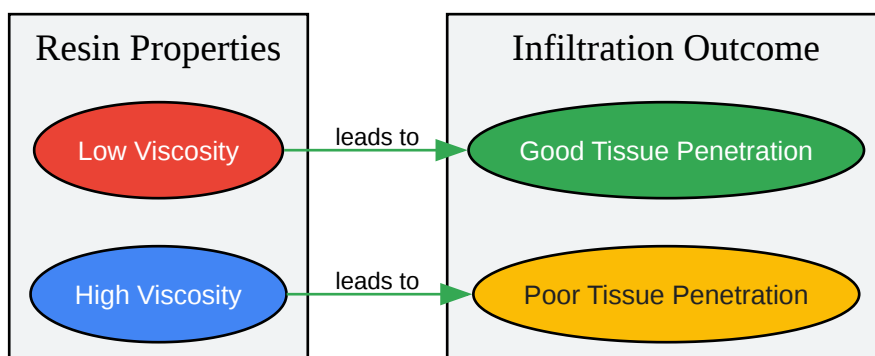 Resin Properties
Infiltration Outcome
Low Viscosity
leads to
Good Tissue Penetration
High Viscosity
leads to
Poor Tissue Penetration